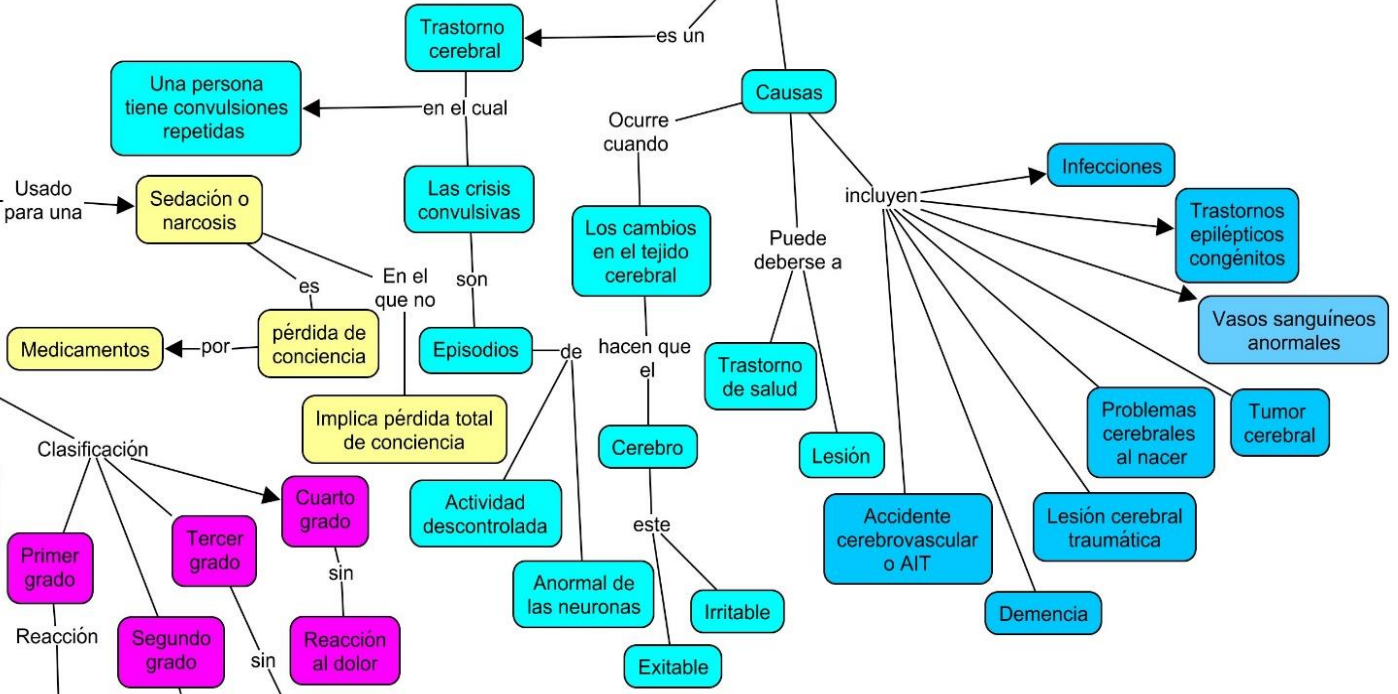 Trastorno
cerebral
es un
Una persona
tiene convulsiones
repetidas
en el cual
Las crisis
convulsivas
son
Episodios
de
Actividad
descontrolada
Anormal de
las neuronas
Causas
Ocurre
cuando
Los cambios
en el tejido
cerebral
hacen que
el
Cerebro
este
Irritable
Exitable
Puede
deberse a
Trastorno
de salud
Lesión
incluyen
Infecciones
Trastornos
epilépticos
congénitos
Vasos sanguíneos
anormales
Tumor
cerebral
Problemas
cerebrales
al nacer
Lesión cerebral
traumática
Demencia
Accidente
cerebrovascular
o AIT
Usado
para una
Sedación o
narcosis
es
pérdida de
conciencia
por
Medicamentos
En el
que no
Implica pérdida total
de conciencia
Clasificación
Primer
grado
Reacción
Segundo
grado
Tercer
grado
sin
Cuarto
grado
sin
Reacción
al dolor